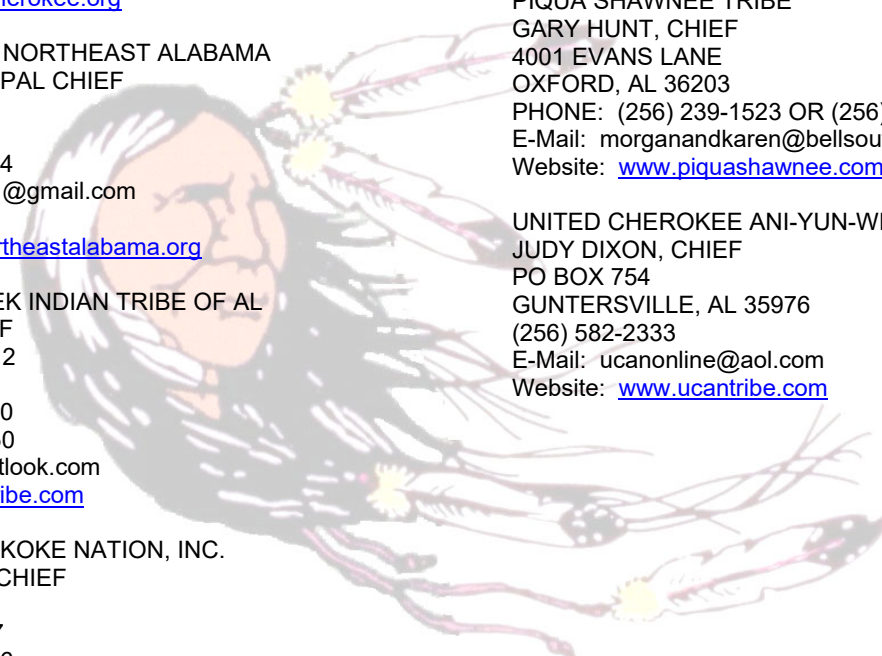 herokee.org
NORTHEAST ALABAMA
PAL CHIEF
4
@gmail.com
rtheastalabama.org
EK INDIAN TRIBE OF AL
F
2
0
0
tlook.com
ibe.com
KOKE NATION, INC.
CHIEF
PIQUA SHAWNEE TRIBE
GARY HUNT, CHIEF
4001 EVANS LANE
OXFORD, AL 36203
PHONE: (256) 239-1523 OR (256)
E-Mail: morganandkaren@bellsou
Website: www.piquashawnee.com
UNITED CHEROKEE ANI-YUN-WI
JUDY DIXON, CHIEF
PO BOX 754
GUNTERSVILLE, AL 35976
(256) 582-2333
E-Mail: ucanonline@aol.com
Website: www.ucantribe.com